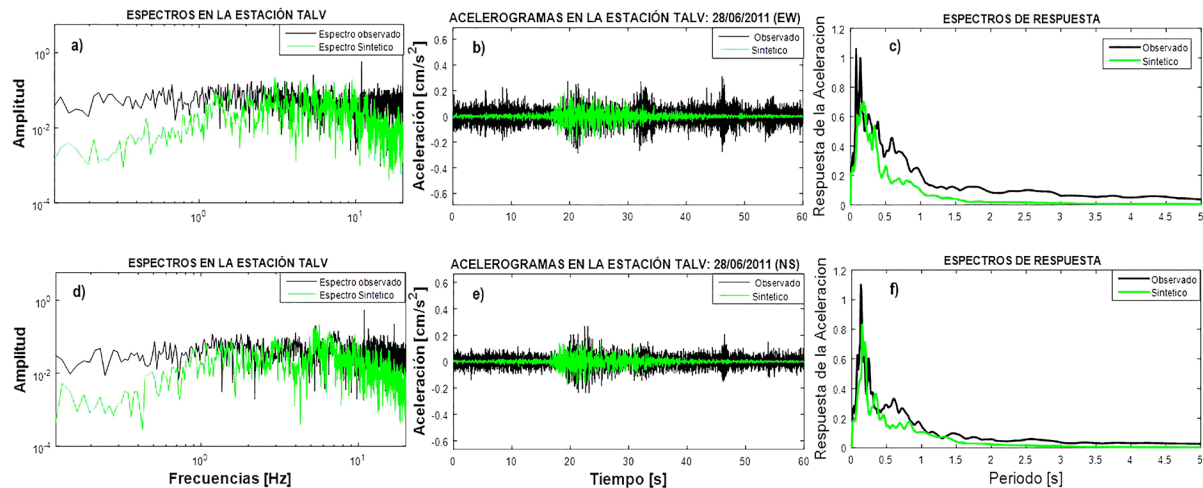 ESPECTROS EN LA ESTACIÓN TALV
a)
Espectro observado
Espectro Sintetico
Amplitud
10^0
10^-2
10^-4
10^0
10^1
ACELEROGRAMAS EN LA ESTACIÓN TALV: 28/06/2011 (EW)
b)
Observado
Sintetico
Aceleración [cm/s^2]
0.6
0.4
0.2
0
-0.2
-0.4
-0.6
0 10 20 30 40 50 60
ESPECTROS DE RESPUESTA
c)
Observado
Sintetico
Respuesta de la Aceleracion
1.2
1
0.8
0.6
0.4
0.2
0
0 0.5 1 1.5 2 2.5 3 3.5 4 4.5 5
ESPECTROS EN LA ESTACIÓN TALV
d)
Espectro observado
Espectro Sintetico
Amplitud
10^0
10^-2
10^-4
10^0
10^1
Frecuencias [Hz]
ACELEROGRAMAS EN LA ESTACIÓN TALV: 28/06/2011 (NS)
e)
Observado
Sintetico
Aceleración [cm/s^2]
0.6
0.4
0.2
0
-0.2
-0.4
-0.6
0 10 20 30 40 50 60
Tiempo [s]
ESPECTROS DE RESPUESTA
f)
Observado
Sintetico
Respuesta de la Aceleracion
1.2
1
0.8
0.6
0.4
0.2
0
0 0.5 1 1.5 2 2.5 3 3.5 4 4.5 5
Periodo [s]